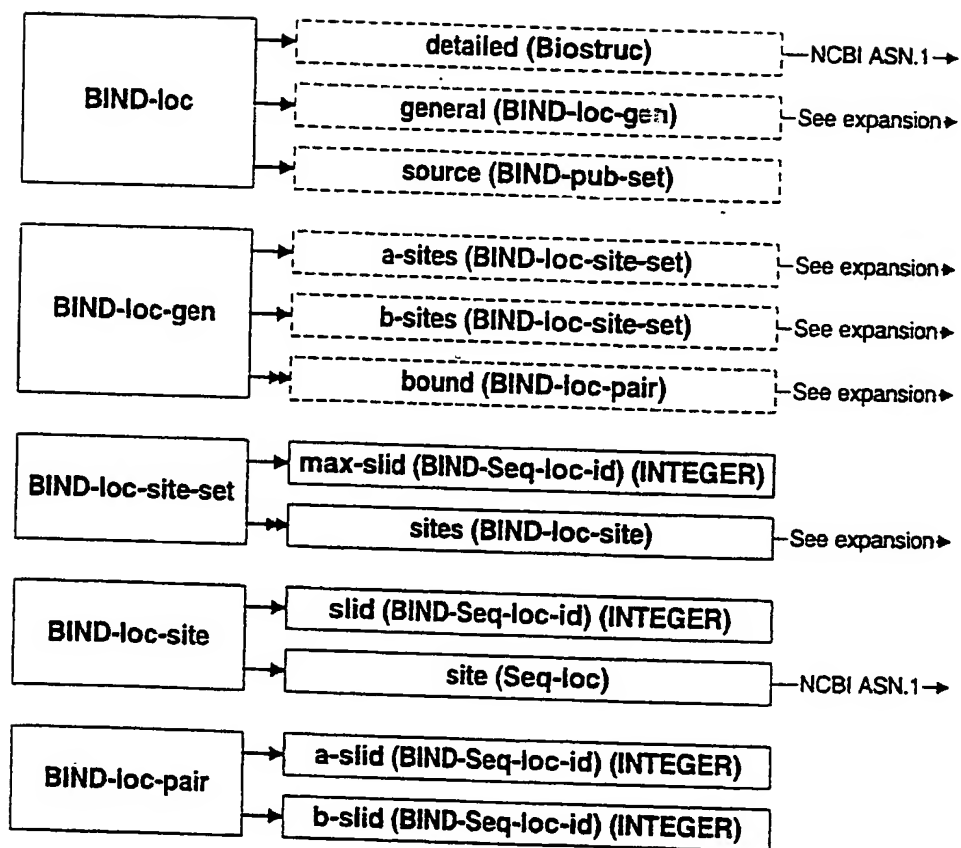 BIND-loc
detailed (Biostruc)
NCBI ASN.1
general (BIND-loc-gen)
See expansion
source (BIND-pub-set)
BIND-loc-gen
a-sites (BIND-loc-site-set)
See expansion
b-sites (BIND-loc-site-set)
See expansion
bound (BIND-loc-pair)
See expansion
BIND-loc-site-set
max-slid (BIND-Seq-loc-id) (INTEGER)
sites (BIND-loc-site)
See expansion
BIND-loc-site
slid (BIND-Seq-loc-id) (INTEGER)
site (Seq-loc)
NCBI ASN.1
BIND-loc-pair
a-slid (BIND-Seq-loc-id) (INTEGER)
b-slid (BIND-Seq-loc-id) (INTEGER)